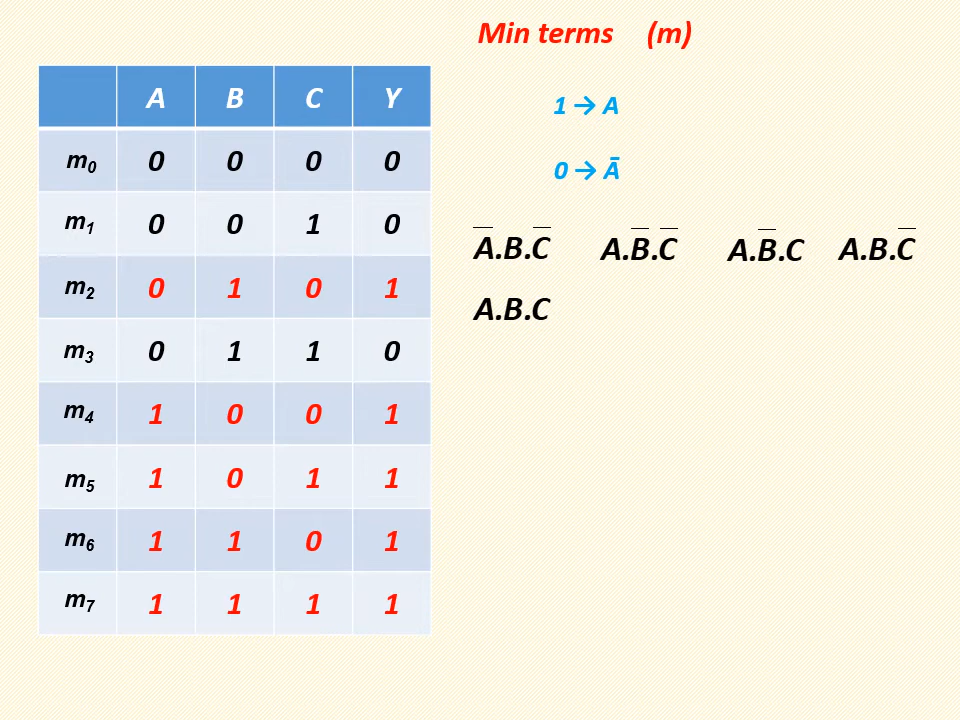 Min terms (m)
A B C Y
m₀ 0 0 0 0
m₁ 0 0 1 0
m₂ 0 1 0 1
m₃ 0 1 1 0
m₄ 1 0 0 1
m₅ 1 0 1 1
m₆ 1 1 0 1
m₇ 1 1 1 1
1 → A
0 → Ā
A̅.B.C̅ A.B̅.C̅ A.B̅.C A.B.C̅
A.B.C